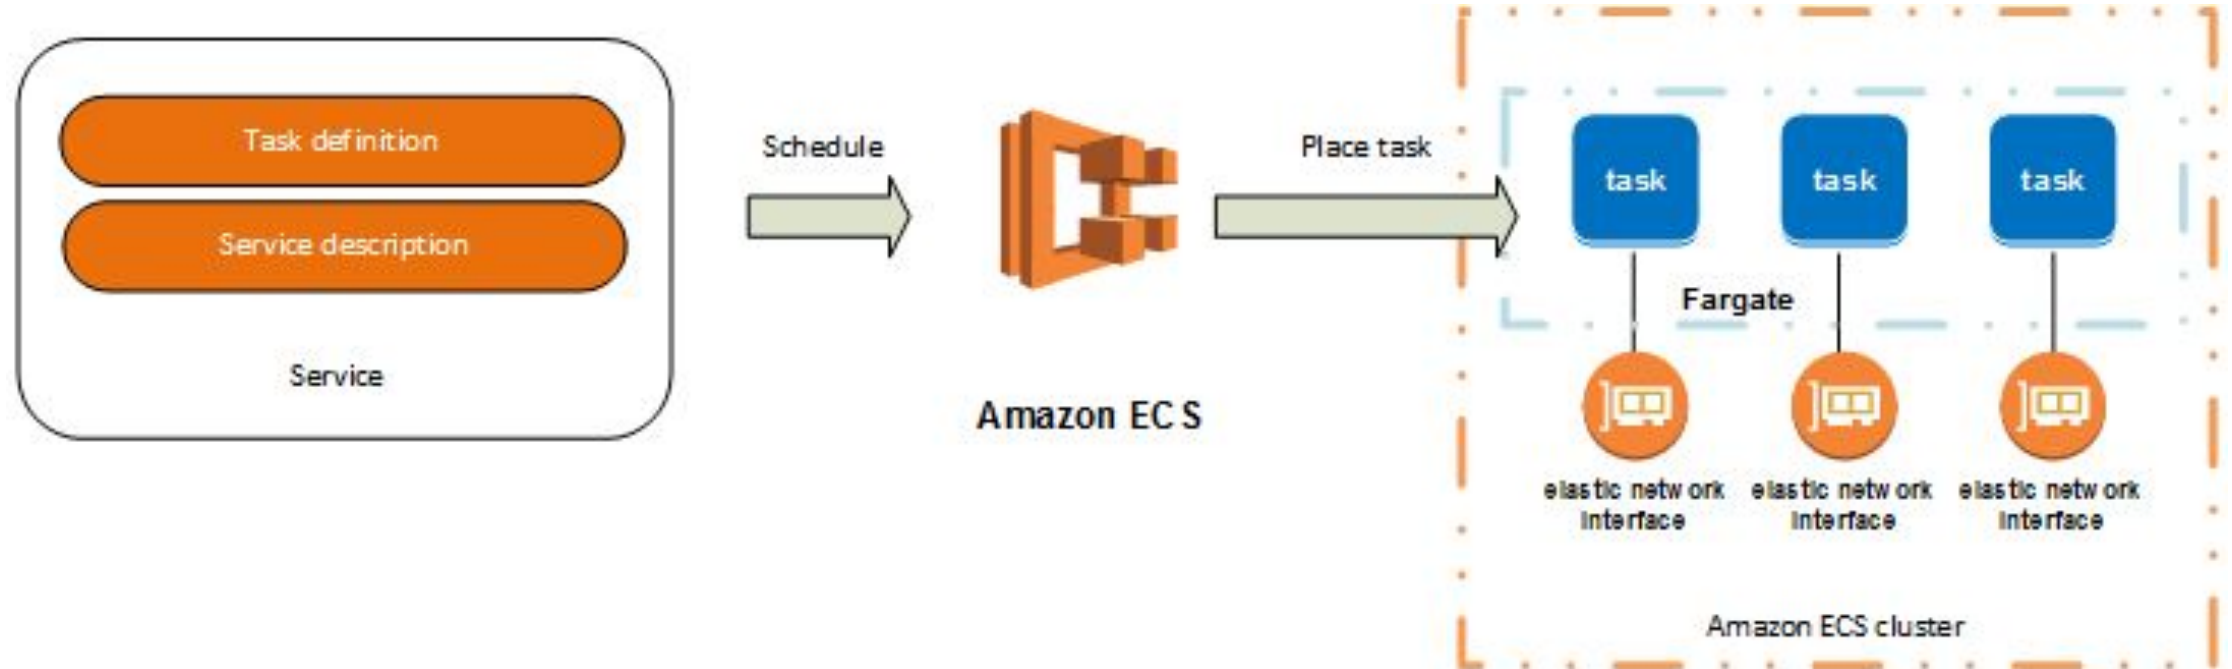 Task definition
Service description
Service
Schedule
Amazon ECS
Place task
task
task
task
Fargate
elastic network
interface
elastic network
interface
elastic network
interface
Amazon ECS cluster